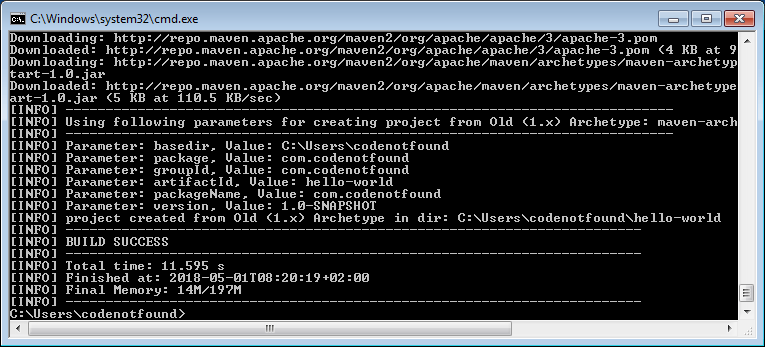 C:\Windows\system32\cmd.exe
Downloading: http://repo.maven.apache.org/maven2/org/apache/apache/3/apache-3.pom
Downloaded: http://repo.maven.apache.org/maven2/org/apache/apache/3/apache-3.pom (4 KB at 9
Downloading: http://repo.maven.apache.org/maven2/org/apache/maven/archetypes/maven-archetyp
tart-1.0.jar
Downloaded: http://repo.maven.apache.org/maven2/org/apache/maven/archetypes/maven-archetype
art-1.0.jar (5 KB at 110.5 KB/sec)
[INFO] ----------------------------------------------------------------------------
[INFO] Using following parameters for creating project from Old (1.x) Archetype: maven-arch
[INFO] ----------------------------------------------------------------------------
[INFO] Parameter: basedir, Value: C:\Users\codenotfound
[INFO] Parameter: package, Value: com.codenotfound
[INFO] Parameter: groupId, Value: com.codenotfound
[INFO] Parameter: artifactId, Value: hello-world
[INFO] Parameter: packageName, Value: com.codenotfound
[INFO] Parameter: version, Value: 1.0-SNAPSHOT
[INFO] project created from Old (1.x) Archetype in dir: C:\Users\codenotfound\hello-world
[INFO] ------------------------------------------------------------------------
[INFO] BUILD SUCCESS
[INFO] ------------------------------------------------------------------------
[INFO] Total time: 11.595 s
[INFO] Finished at: 2018-05-01T08:20:19+02:00
[INFO] Final Memory: 14M/197M
[INFO] ------------------------------------------------------------------------
C:\Users\codenotfound>